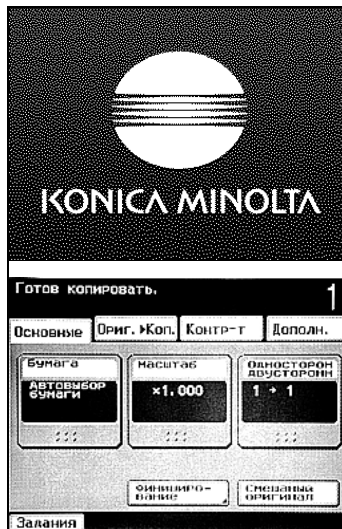 KONICA MINOLTA
Готов копировать. 1
Основные Ориг.▶Коп. Контр-т Дополн.
Бумага Масштаб Односторон
Двусторонн
Автовыбор ×1.000 1 → 1
бумаги
Финиширо- Смешаный
вание оригинал
Задания